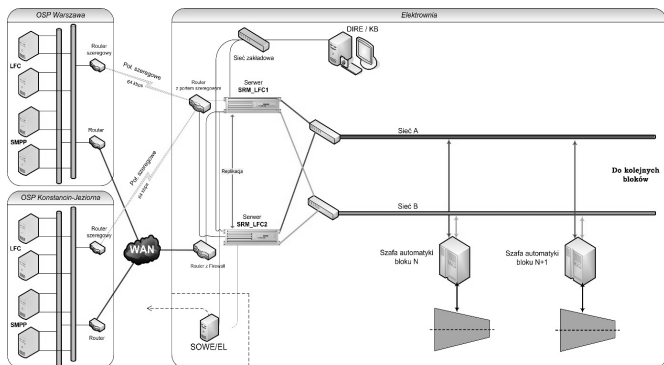 OSP Warszawa
LFC
SMPP
Router
szeregowy
Router
Poł. szeregowe
64 kbps
OSP Konstancin-Jeziorna
LFC
SMPP
Router
szeregowy
Router
Poł. szeregowe
64 kbps
WAN
Elektrownia
DIRE / KB
Sieć zakładowa
Router
z portem szeregowym
Serwer
SRM_LFC1
Replikacja
Serwer
SRM_LFC2
Router z Firewall
SOWE/EL
Sieć A
Sieć B
Do kolejnych
bloków
Szafa automatyki
bloku N
Szafa automatyki
bloku N+1